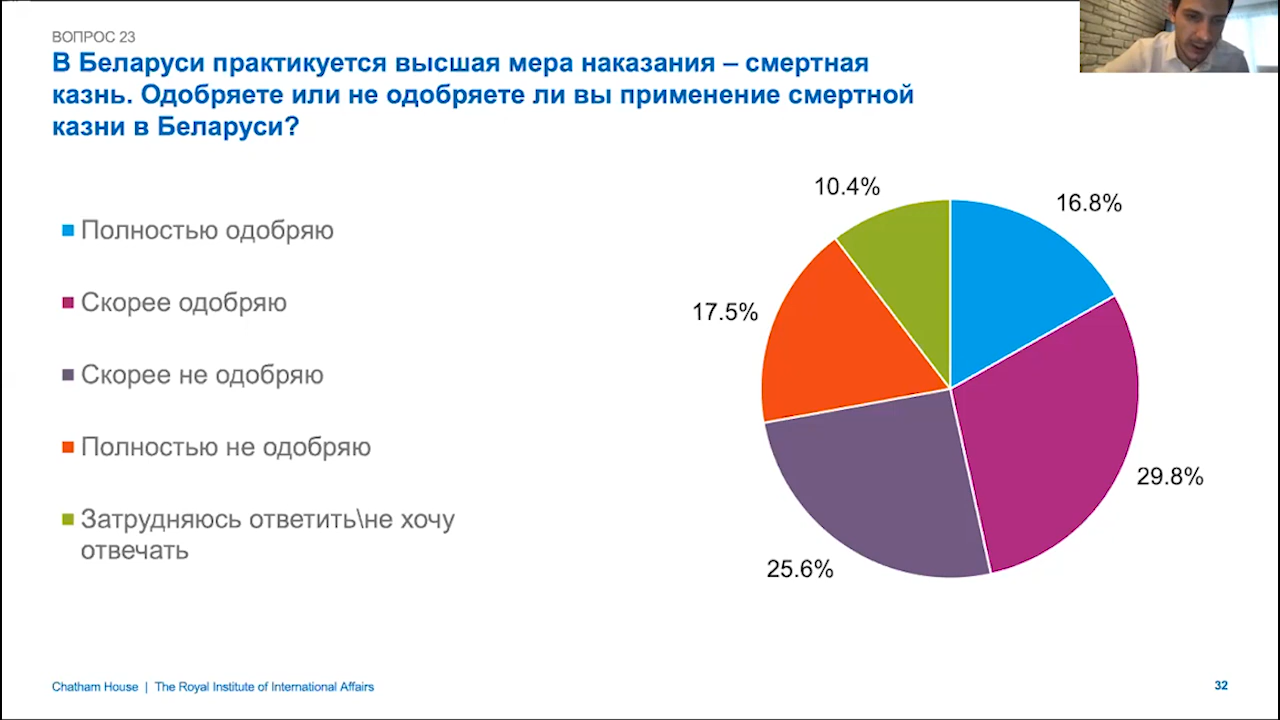 ВОПРОС 23
В Беларуси практикуется высшая мера наказания – смертная
казнь. Одобряете или не одобряете ли вы применение смертной
казни в Беларуси?
10.4%
16.8%
Полностью одобряю
Скорее одобряю
17.5%
Скорее не одобряю
Полностью не одобряю
29.8%
Затрудняюсь ответить\не хочу
отвечать
25.6%
Chatham House | The Royal Institute of International Affairs
32